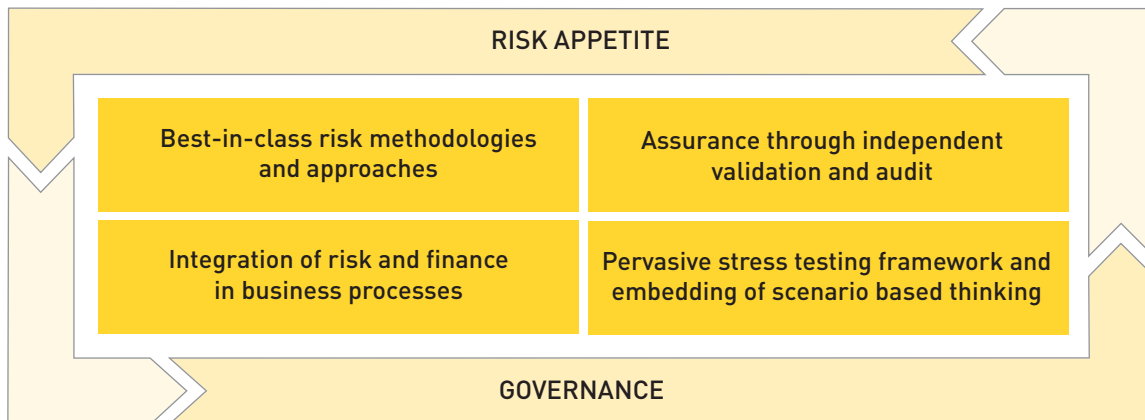 RISK APPETITE
Best-in-class risk methodologies
and approaches
Assurance through independent
validation and audit
Integration of risk and finance
in business processes
Pervasive stress testing framework and
embedding of scenario based thinking
GOVERNANCE